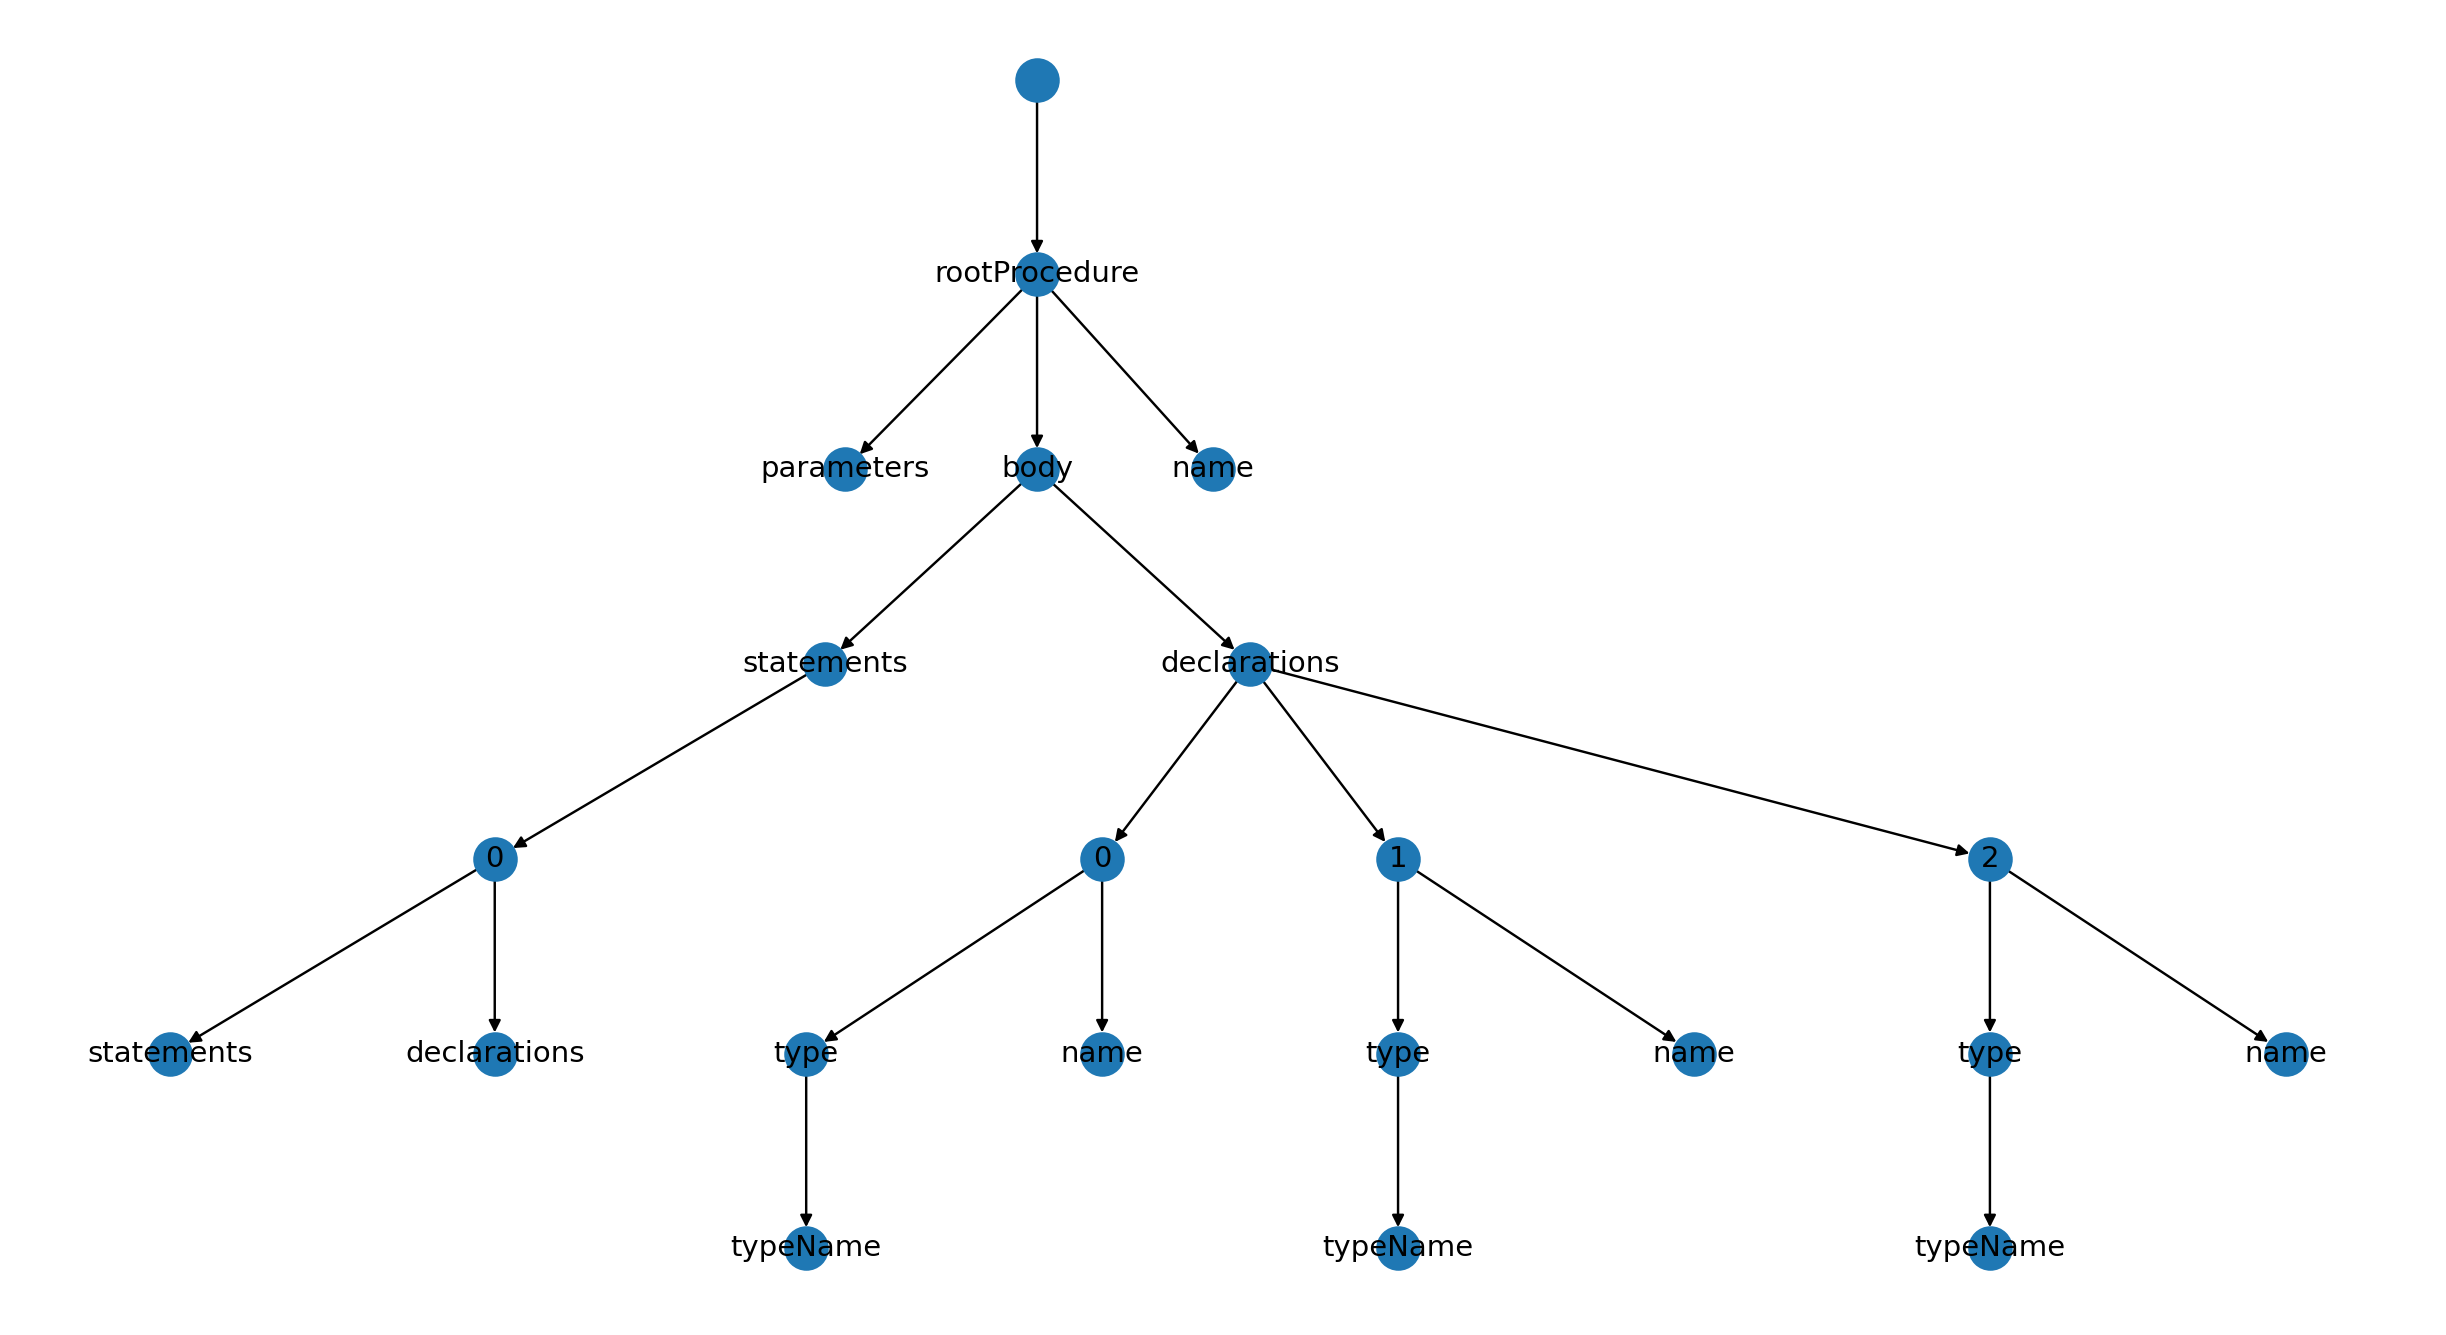 rootProcedure
parameters
body
name
statements
declarations
0
0
1
2
statements
declarations
type
name
type
name
type
name
typeName
typeName
typeName